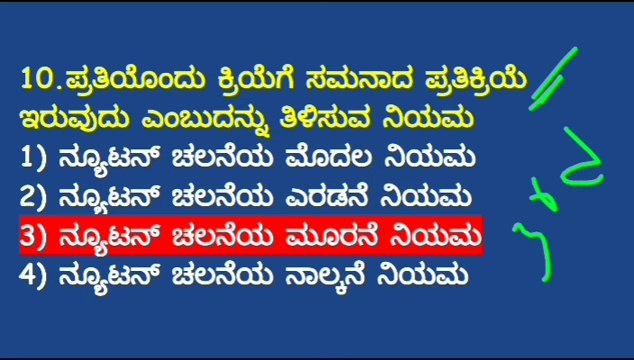 10.ಪ್ರತಿಯೊಂದು ಕ್ರಿಯೆಗೆ ಸಮನಾದ ಪ್ರತಿಕ್ರಿಯೆ
ಇರುವುದು ಎಂಬುದನ್ನು ತಿಳಿಸುವ ನಿಯಮ
1) ನ್ಯೂಟನ್ ಚಲನೆಯ ಮೊದಲ ನಿಯಮ
2) ನ್ಯೂಟನ್ ಚಲನೆಯ ಎರಡನೆ ನಿಯಮ
3) ನ್ಯೂಟನ್ ಚಲನೆಯ ಮೂರನೆ ನಿಯಮ
4) ನ್ಯೂಟನ್ ಚಲನೆಯ ನಾಲ್ಕನೆ ನಿಯಮ